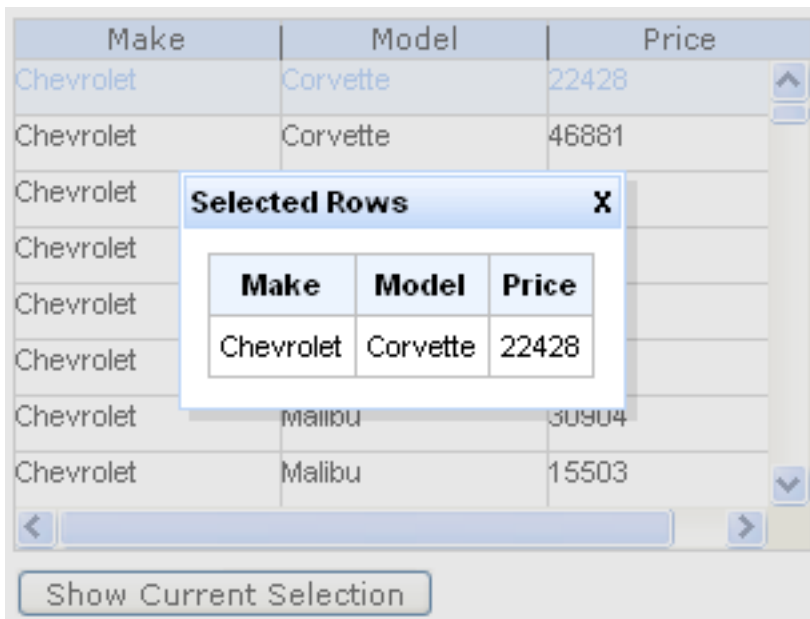 Make Model Price
Chevrolet Corvette 22428
Chevrolet Corvette 46881
Chevrolet
Selected Rows X
Chevrolet
Make Model Price
Chevrolet
Chevrolet Corvette 22428
Chevrolet
Chevrolet Malibu 30904
Chevrolet Malibu 15503
Show Current Selection